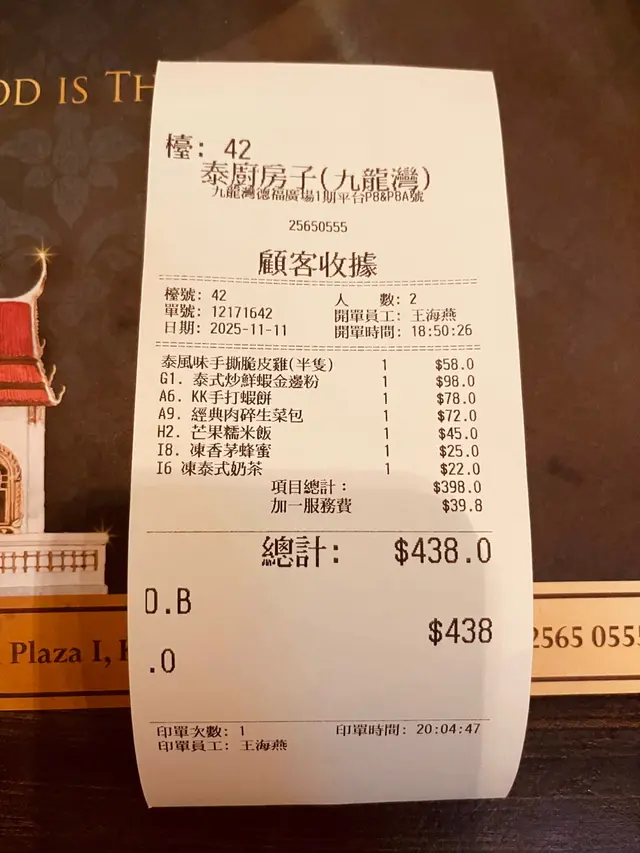 OD IS TH
檯: 42
泰廚房子(九龍灣)
九龍灣德福廣場1期平台P8&P8A號
25650555
顧客收據
檯號: 42 人 數: 2
單號: 12171642 開單員工: 王海燕
日期: 2025-11-11 開單時間: 18:50:26
泰風味手撕脆皮雞(半隻) 1 $58.0
G1. 泰式炒鮮蝦金邊粉 1 $98.0
A6. KK手打蝦餅 1 $78.0
A9. 經典肉碎生菜包 1 $72.0
H2. 芒果糯米飯 1 $45.0
I8. 凍香茅蜂蜜 1 $25.0
I6 凍泰式奶茶 1 $22.0
項目總計: $398.0
加一服務費 $39.8
總計: $438.0
O.B
$438
.0
Plaza I,
2565 055
印單次數: 1 印單時間: 20:04:47
印單員工: 王海燕